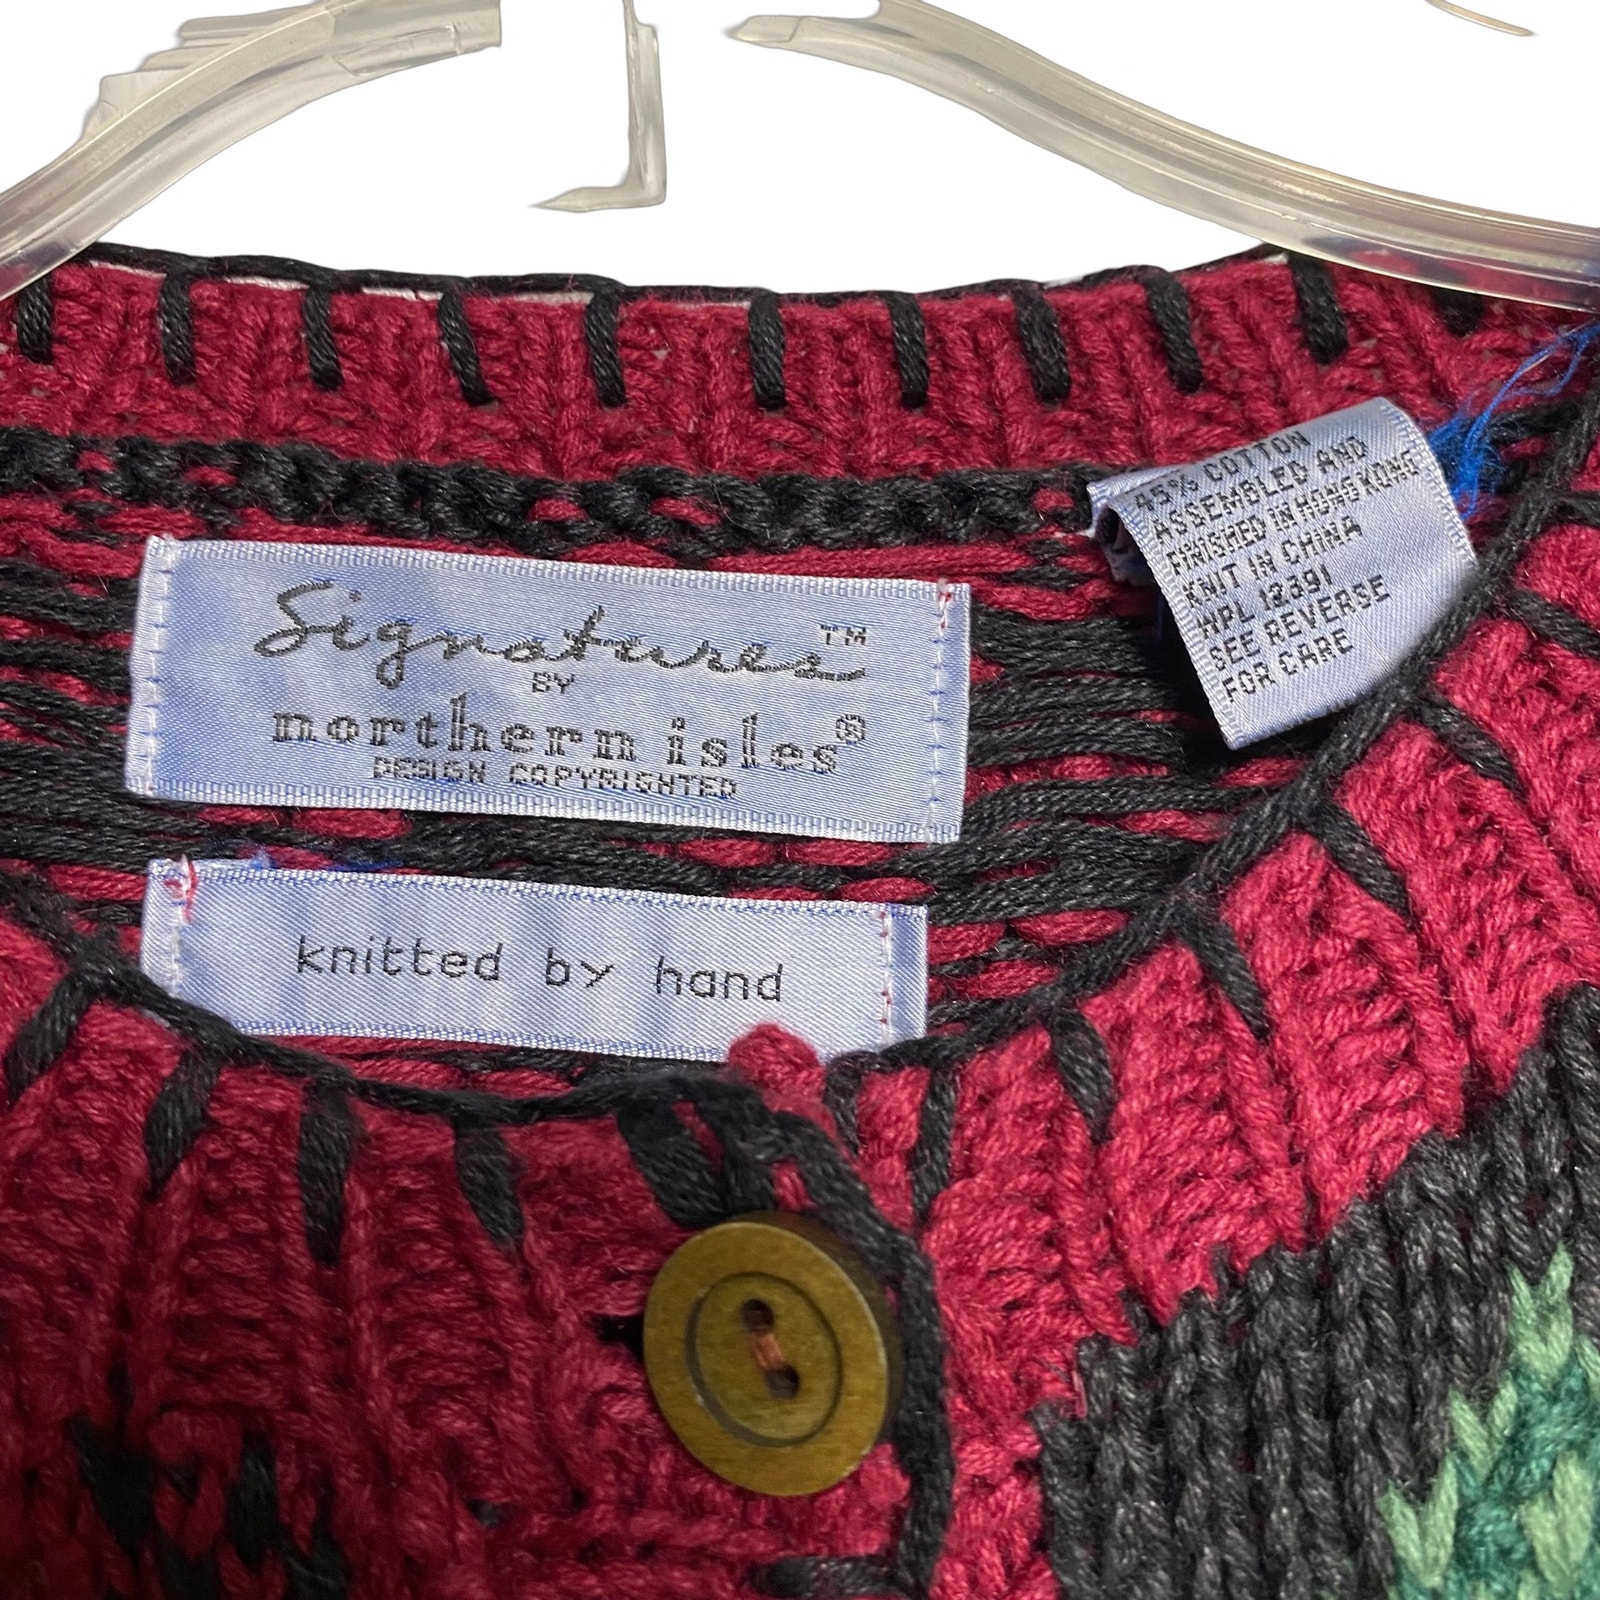 Signatures™
BY
northern isles®
DESIGN COPYRIGHTED
knitted by hand
45% COTTON
ASSEMBLED AND
FINISHED IN HONG KONG
KNIT IN CHINA
WPL 12391
SEE REVERSE
FOR CARE